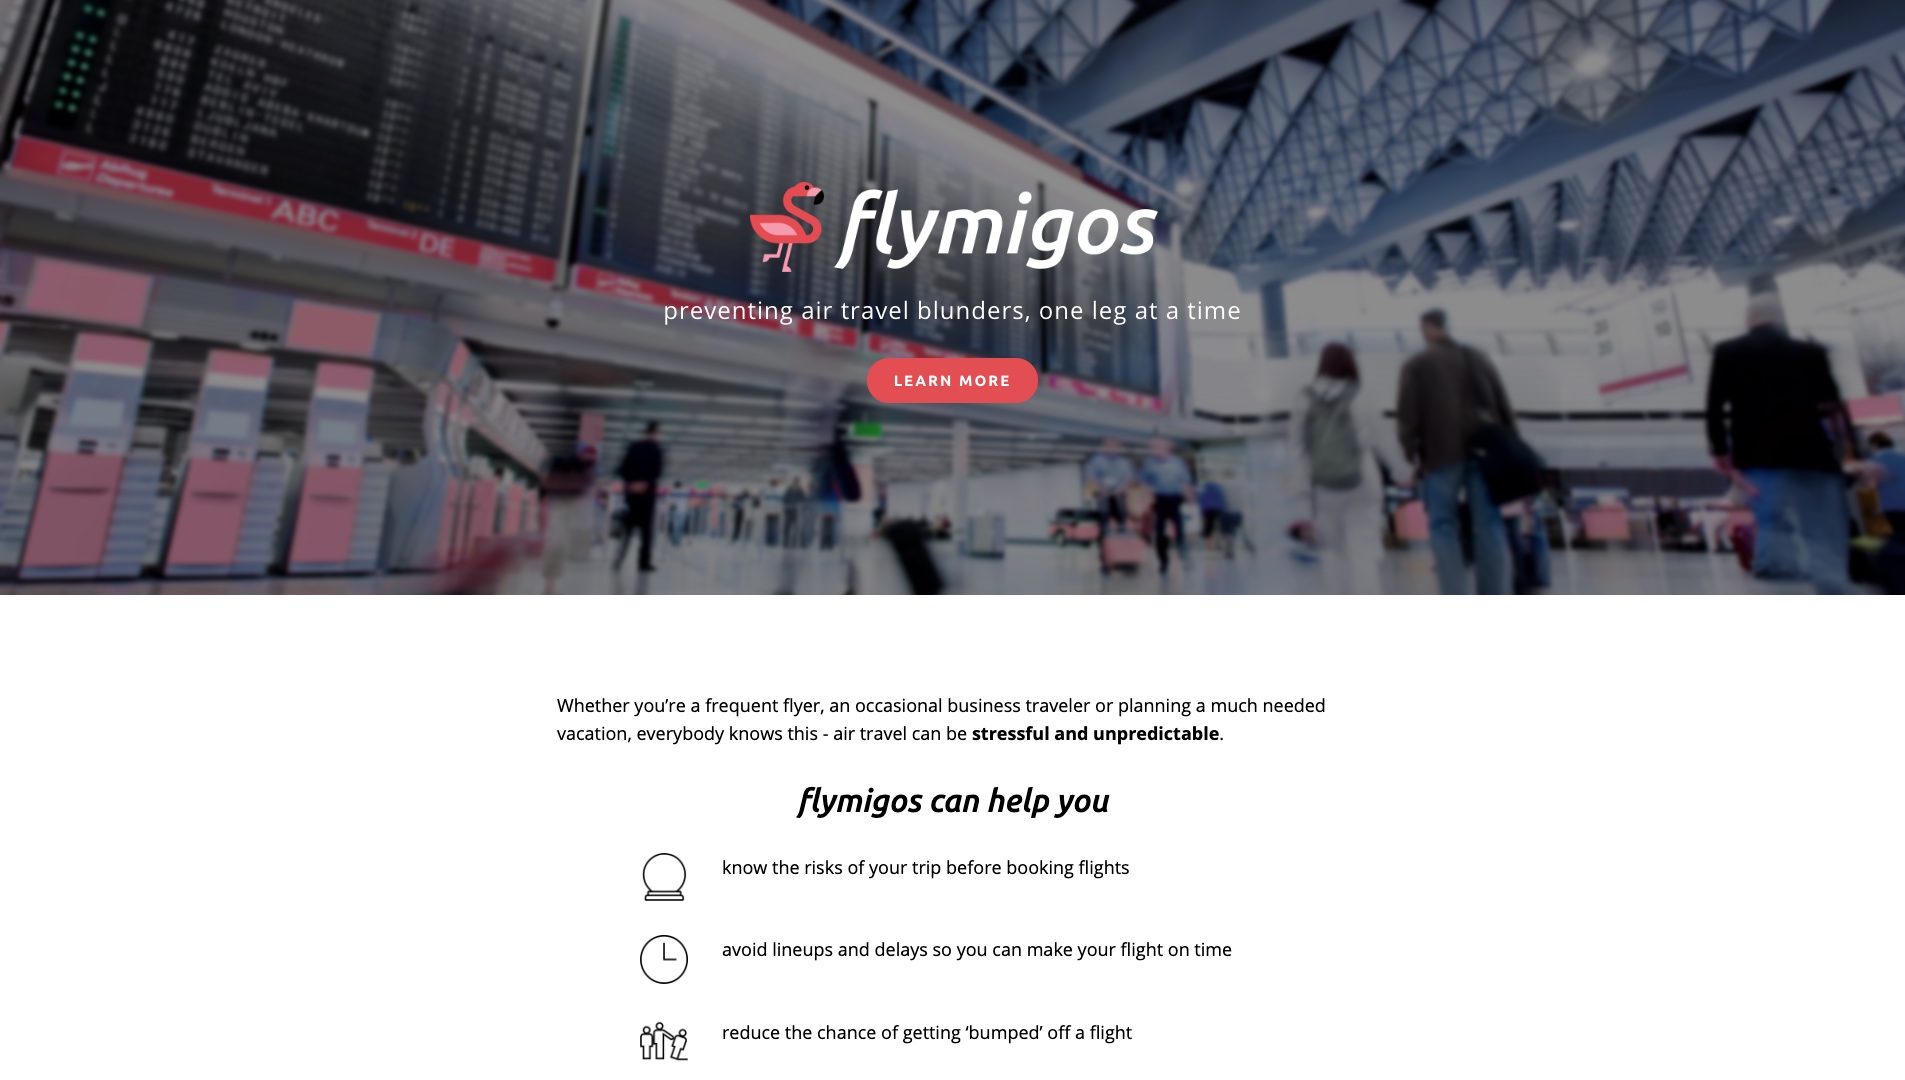 ABC
DE
flymigos
preventing air travel blunders, one leg at a time
LEARN MORE
Whether you’re a frequent flyer, an occasional business traveler or planning a much needed
vacation, everybody knows this - air travel can be stressful and unpredictable.
flymigos can help you
know the risks of your trip before booking flights
avoid lineups and delays so you can make your flight on time
reduce the chance of getting ‘bumped’ off a flight